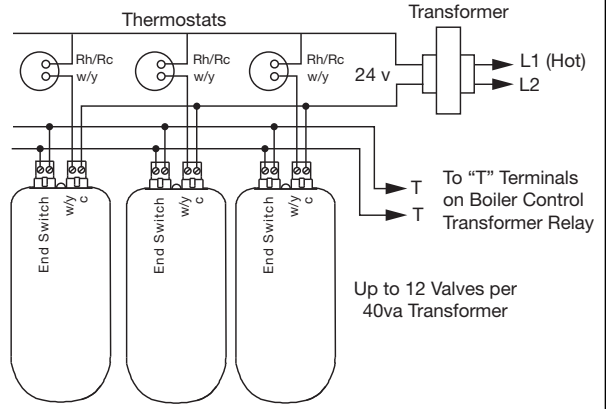 Thermostats
Transformer
Rh/Rc
w/y
Rh/Rc
w/y
Rh/Rc
w/y
24 v
L1 (Hot)
L2
End Switch
w/y
c
End Switch
w/y
c
End Switch
w/y
c
T
T
To “T” Terminals
on Boiler Control
Transformer Relay
Up to 12 Valves per
40va Transformer